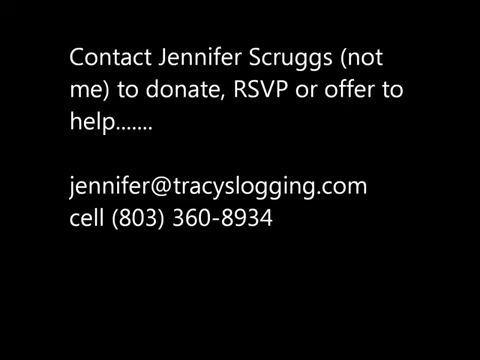 Contact Jennifer Scruggs (not
me) to donate, RSVP or offer to
help.......
jennifer@tracyslogging.com
cell (803) 360-8934